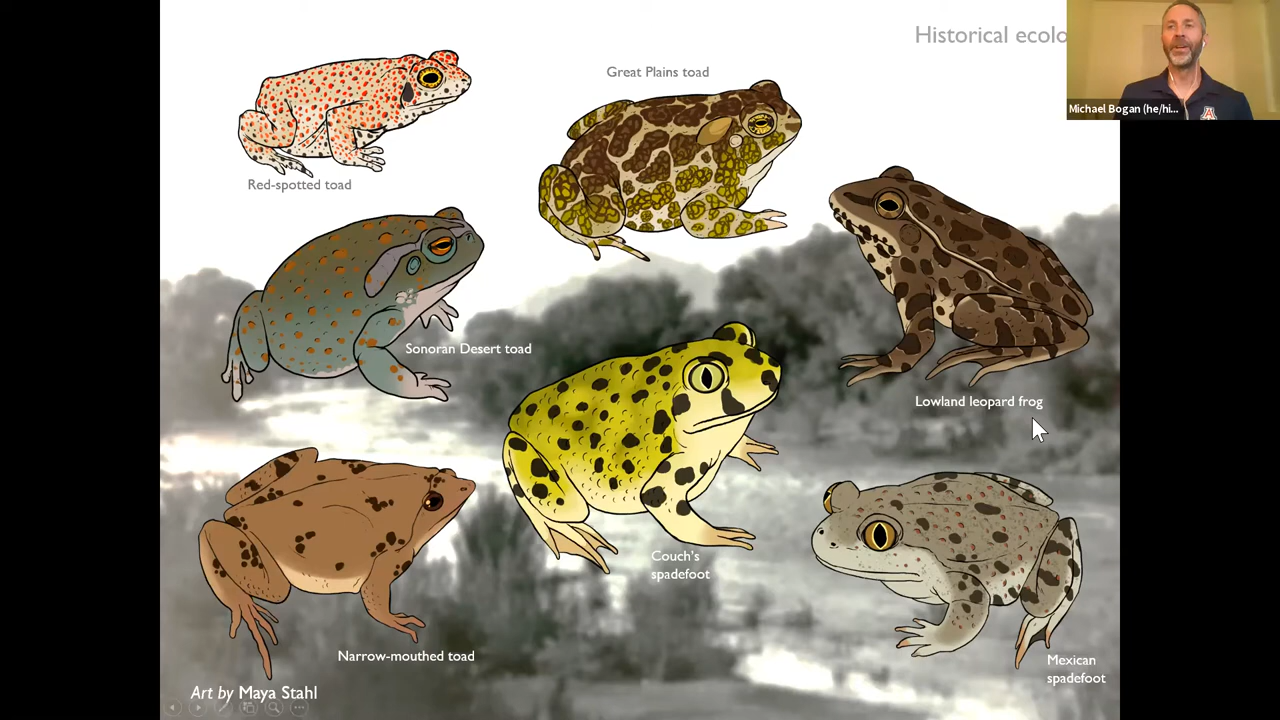 Historical ecolo
Michael Bogan (he/hi...
Great Plains toad
Red-spotted toad
Sonoran Desert toad
Lowland leopard frog
Couch's
spadefoot
Narrow-mouthed toad
Mexican
spadefoot
Art by Maya Stahl